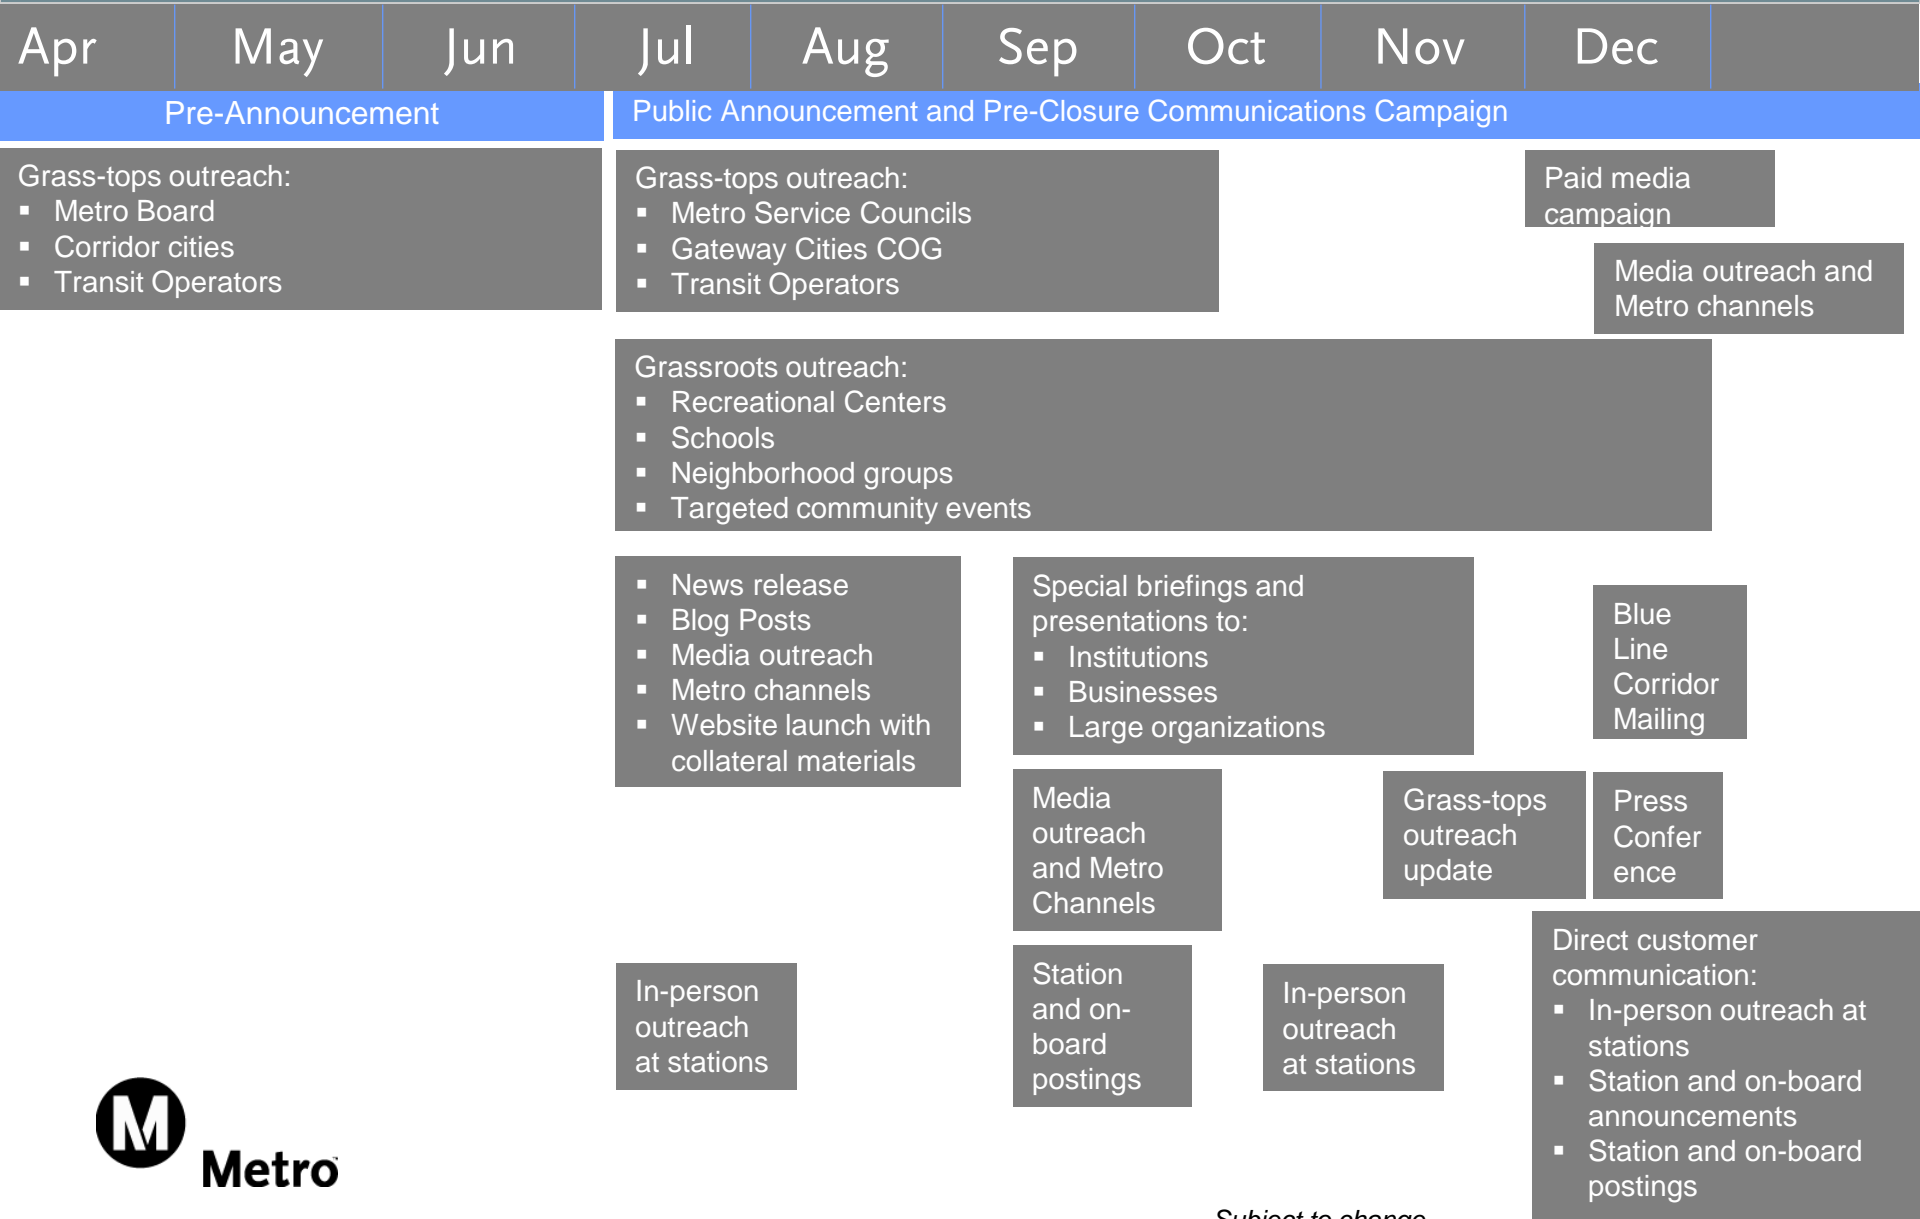 Apr May Jun Jul Aug Sep Oct Nov Dec
Pre-Announcement
Public Announcement and Pre-Closure Communications Campaign
Grass-tops outreach:
▪ Metro Board
▪ Corridor cities
▪ Transit Operators
Grass-tops outreach:
▪ Metro Service Councils
▪ Gateway Cities COG
▪ Transit Operators
Paid media
campaign
Media outreach and
Metro channels
Grassroots outreach:
▪ Recreational Centers
▪ Schools
▪ Neighborhood groups
▪ Targeted community events
▪ News release
▪ Blog Posts
▪ Media outreach
▪ Metro channels
▪ Website launch with
collateral materials
Special briefings and
presentations to:
▪ Institutions
▪ Businesses
▪ Large organizations
Blue
Line
Corridor
Mailing
Media
outreach
and Metro
Channels
Grass-tops
outreach
update
Press
Confer
ence
In-person
outreach
at stations
Station
and on-
board
postings
In-person
outreach
at stations
Direct customer
communication:
▪ In-person outreach at
stations
▪ Station and on-board
announcements
▪ Station and on-board
postings
M
Metro
Subject to change